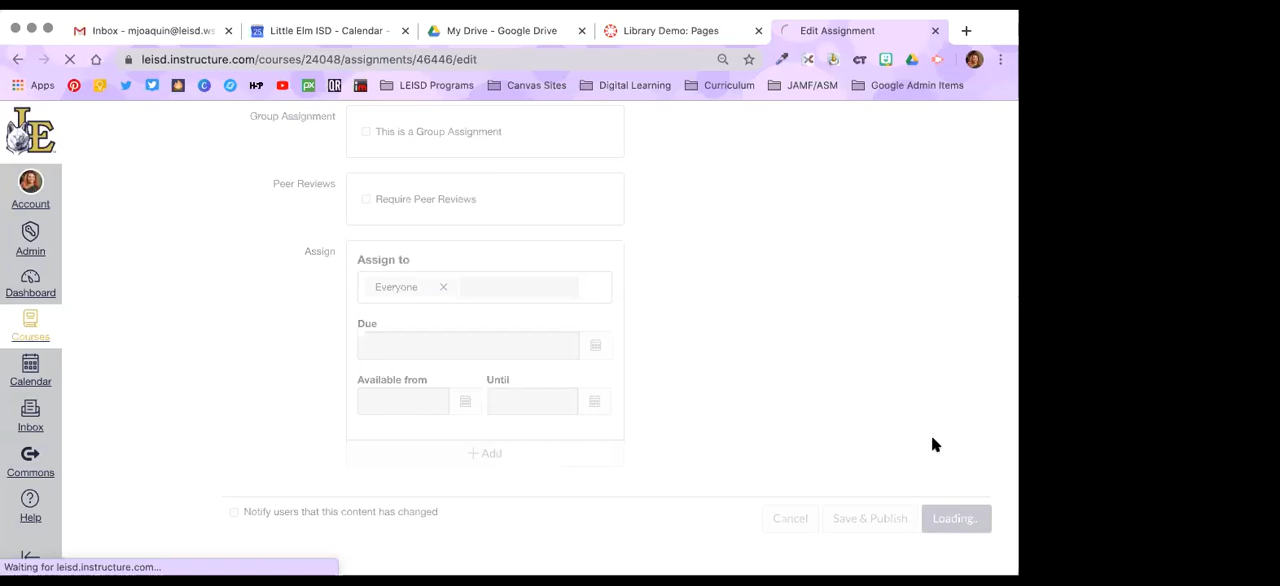 Inbox - mjoaquin@leisd.ws
Little Elm ISD - Calendar -
My Drive - Google Drive
Library Demo: Pages
Edit Assignment
leisd.instructure.com/courses/24048/assignments/46446/edit
Apps
LEISD Programs
Canvas Sites
Digital Learning
Curriculum
JAMF/ASM
Google Admin Items
LE
Account
Admin
Dashboard
Courses
Calendar
Inbox
Commons
Help
Group Assignment
This is a Group Assignment
Peer Reviews
Require Peer Reviews
Assign
Assign to
Everyone
Due
Available from
Until
+ Add
Notify users that this content has changed
Cancel
Save & Publish
Loading..
Waiting for leisd.instructure.com...